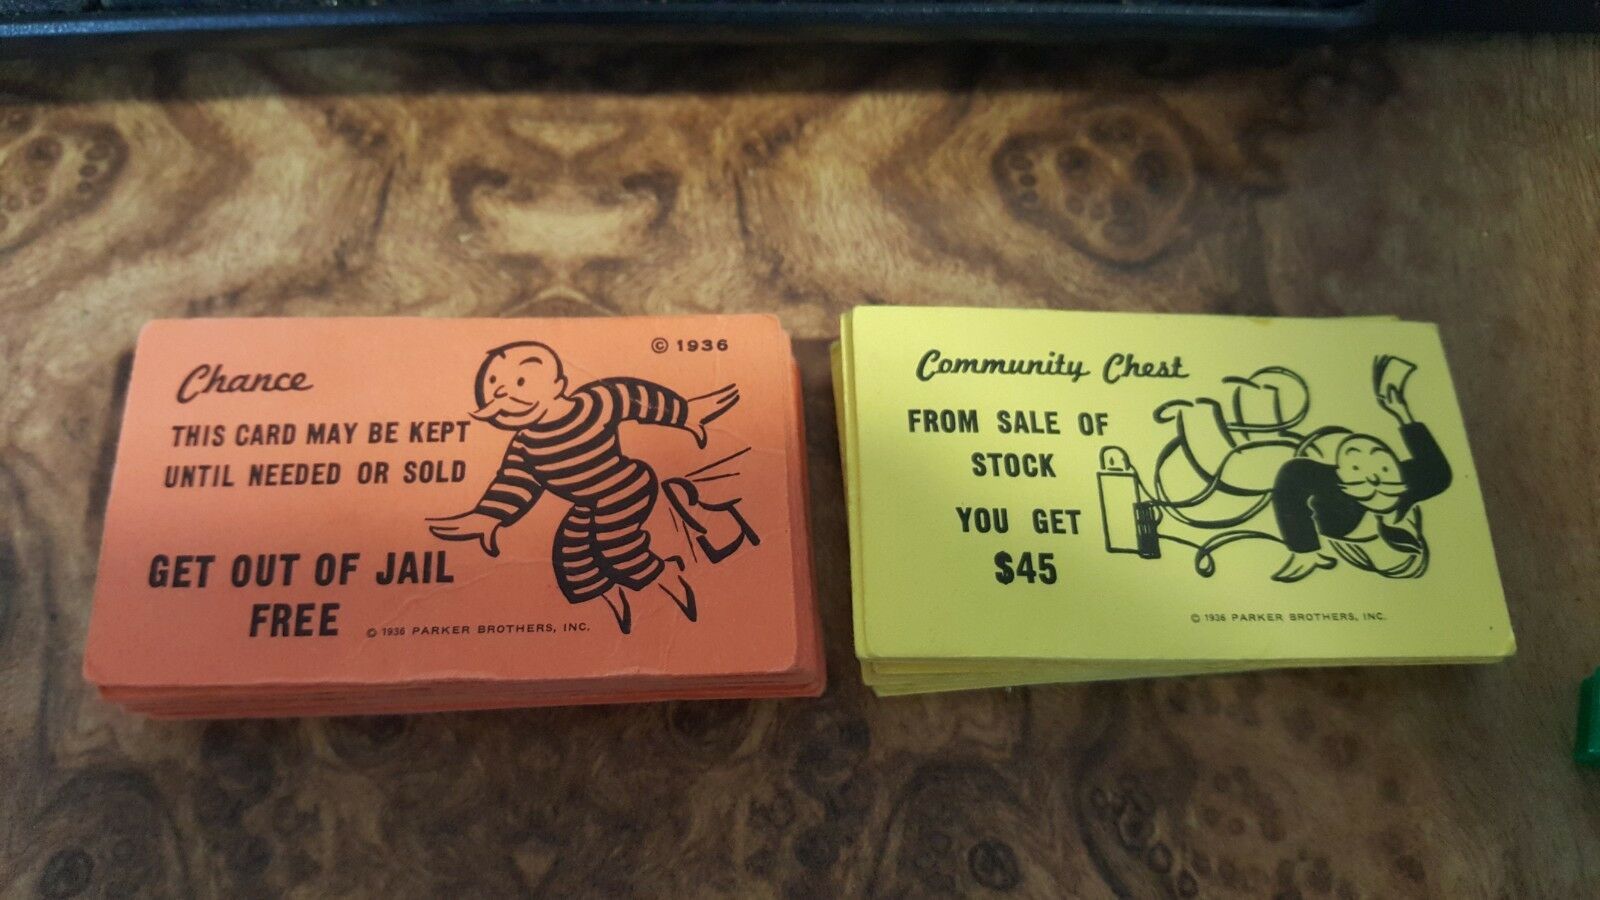 Chance
© 1936
THIS CARD MAY BE KEPT
UNTIL NEEDED OR SOLD
GET OUT OF JAIL
FREE
© 1936 PARKER BROTHERS, INC.
Community Chest
FROM SALE OF
STOCK
YOU GET
$45
© 1936 PARKER BROTHERS, INC.